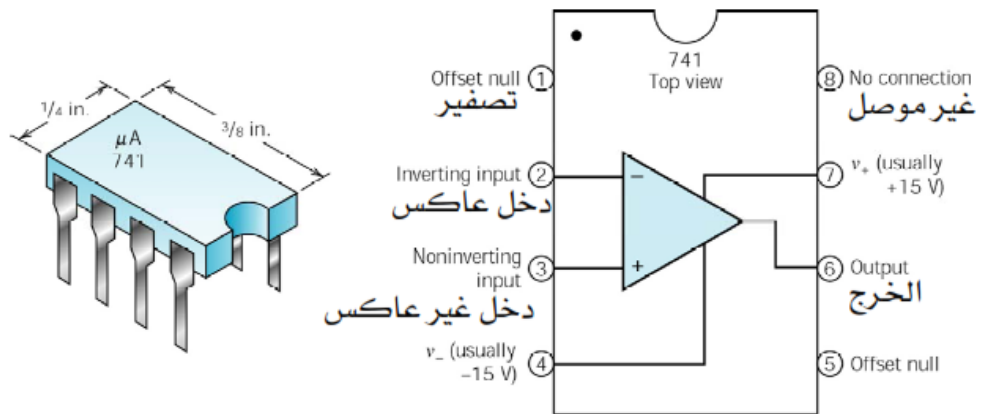 1/4 in.
3/8 in.
μA
741
741
Top view
Offset null 1
تصفير
8 No connection
غير موصل
Inverting input 2
−
دخل عاكس
7 v+ (usually
+15 V)
Noninverting
input 3
+
دخل غير عاكس
6 Output
الخرج
v− (usually
−15 V) 4
5 Offset null